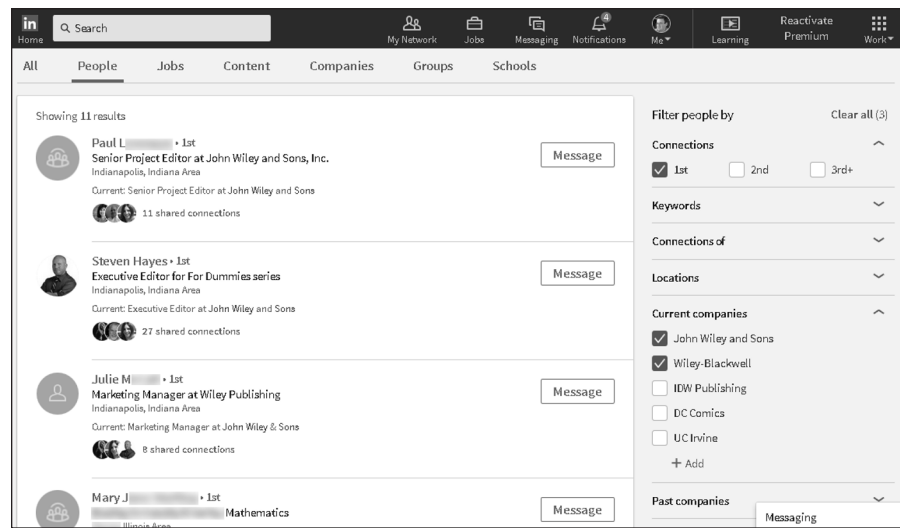 in
Search
4
Home
My Network
Jobs
Messaging
Notifications
Me
Learning
Reactivate
Premium
Work
All
People
Jobs
Content
Companies
Groups
Schools
Showing 11 results
Paul L • 1st
Senior Project Editor at John Wiley and Sons, Inc.
Indianapolis, Indiana Area
Current: Senior Project Editor at John Wiley and Sons
11 shared connections
Message
Steven Hayes • 1st
Executive Editor for For Dummies series
Indianapolis, Indiana Area
Current: Executive Editor at John Wiley and Sons
27 shared connections
Message
Julie M • 1st
Marketing Manager at Wiley Publishing
Indianapolis, Indiana Area
Current: Marketing Manager at John Wiley & Sons
8 shared connections
Message
Mary J • 1st
Mathematics
Illinois Area
Message
Filter people by
Clear all (3)
Connections
1st
2nd
3rd+
Keywords
Connections of
Locations
Current companies
John Wiley and Sons
Wiley-Blackwell
IDW Publishing
DC Comics
UC Irvine
+ Add
Past companies
Messaging